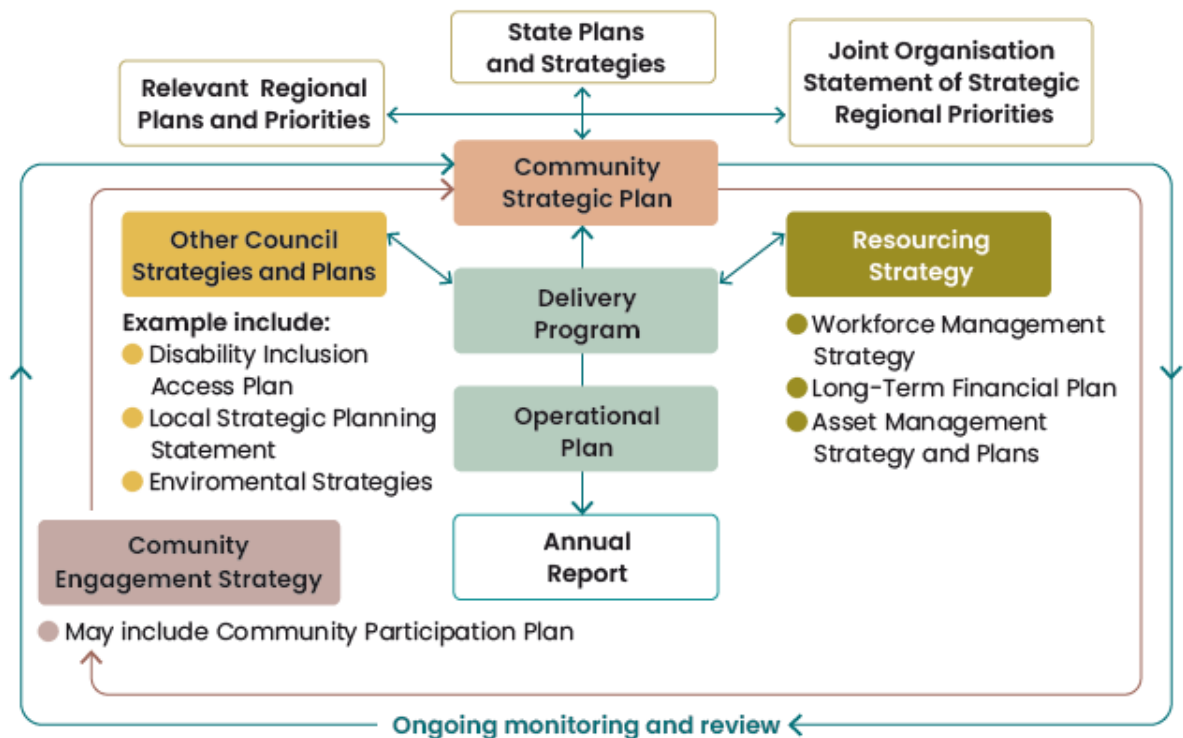 State Plans
and Strategies
Relevant Regional
Plans and Priorities
Joint Organisation
Statement of Strategic
Regional Priorities
Community
Strategic Plan
Other Council
Strategies and Plans
Example include:
Disability Inclusion
Access Plan
Local Strategic Planning
Statement
Enviromental Strategies
Delivery
Program
Operational
Plan
Annual
Report
Resourcing
Strategy
Workforce Management
Strategy
Long-Term Financial Plan
Asset Management
Strategy and Plans
Comunity
Engagement Strategy
May include Community Participation Plan
Ongoing monitoring and review